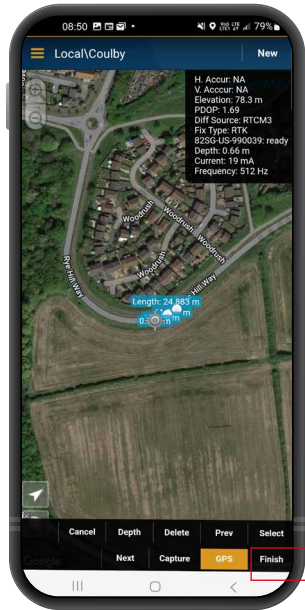 08:50
79%
Local\Coulby
New
H. Accur: NA
V. Acccur: NA
Elevation: 78.3 m
PDOP: 1.69
Diff Source: RTCM3
Fix Type: RTK
82SG-US-990039: ready
Depth: 0.66 m
Current: 19 mA
Frequency: 512 Hz
Woodrush
Woodrush
Woodrush
Woodrush
Rye Hill Way
Hill Way
Length: 24.883 m
m
Cancel
Depth
Delete
Prev
Select
Google
Next
Capture
GPS
Finish